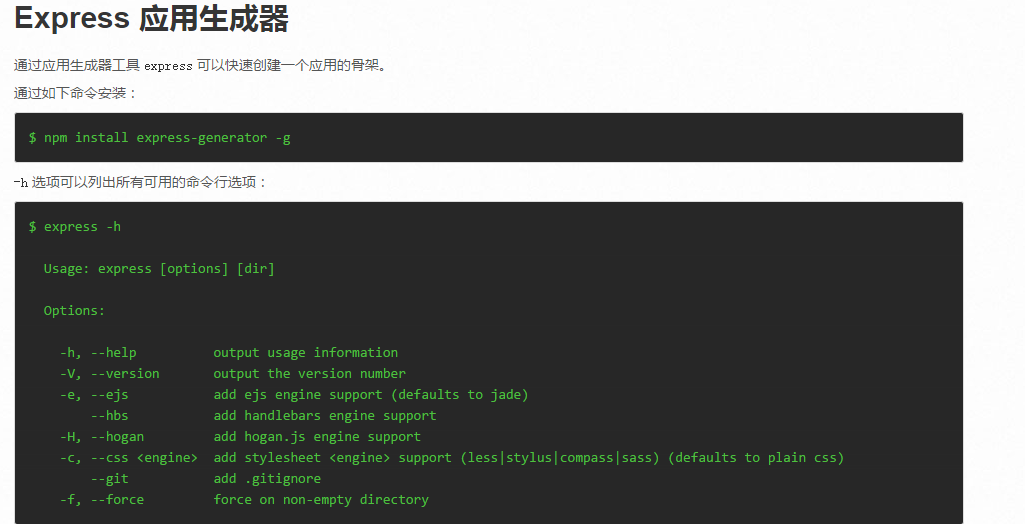 Express 应用生成器
通过应用生成器工具 express 可以快速创建一个应用的骨架。
通过如下命令安装：
$ npm install express-generator -g
-h 选项可以列出所有可用的命令行选项：
$ express -h
Usage: express [options] [dir]
Options:
-h, --help          output usage information
-V, --version       output the version number
-e, --ejs           add ejs engine support (defaults to jade)
    --hbs           add handlebars engine support
-H, --hogan         add hogan.js engine support
-c, --css <engine>  add stylesheet <engine> support (less|stylus|compass|sass) (defaults to plain css)
    --git           add .gitignore
-f, --force         force on non-empty directory